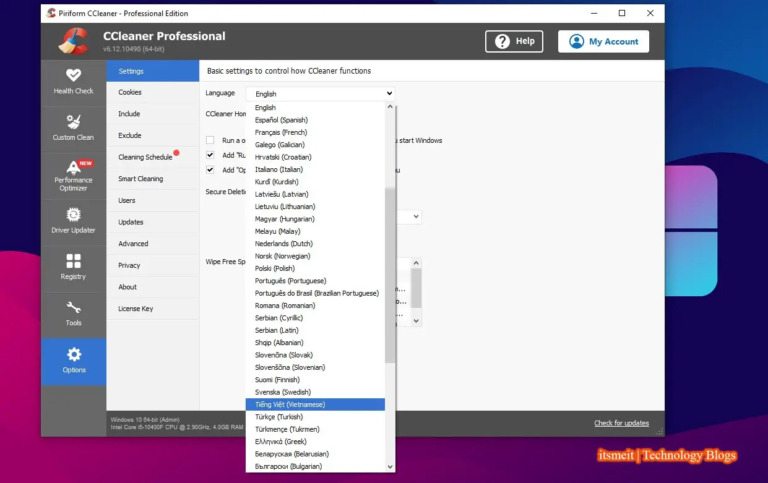 Piriform CCleaner - Professional Edition
CCleaner Professional
v6.12.10490 (64-bit)
Help
My Account
Health Check
Custom Clean
NEW
Performance
Optimizer
Driver Updater
Registry
Tools
Options
Settings
Cookies
Include
Exclude
Cleaning Schedule
Smart Cleaning
Users
Updates
Advanced
Privacy
About
License Key
Basic settings to control how CCleaner functions
Language
English
CCleaner Hom
Run a o
u start Windows
Add "Ru
Add "Op
nu
Secure Deletio
Wipe Free Sp
m...
o...
...
English
Español (Spanish)
Français (French)
Galego (Galician)
Hrvatski (Croatian)
Italiano (Italian)
Kurdî (Kurdish)
Latviešu (Latvian)
Lietuviu (Lithuanian)
Magyar (Hungarian)
Melayu (Malay)
Nederlands (Dutch)
Norsk (Norwegian)
Polski (Polish)
Português (Portuguese)
Português do Brasil (Brazilian Portuguese)
Romana (Romanian)
Serbian (Cyrillic)
Serbian (Latin)
Shqip (Albanian)
Slovenčina (Slovak)
Slovenščina (Slovenian)
Suomi (Finnish)
Svenska (Swedish)
Tiếng Việt (Vietnamese)
Türkçe (Turkish)
Türkmençe (Tukrmen)
Ελληνικά (Greek)
Беларуская (Belarusian)
Български (Bulgarian)
Windows 10 64-bit (Admin)
Intel Core i5-10400F CPU @ 2.90GHz, 4.0GB RAM
Check for updates
itsmeit | Technology Blogs